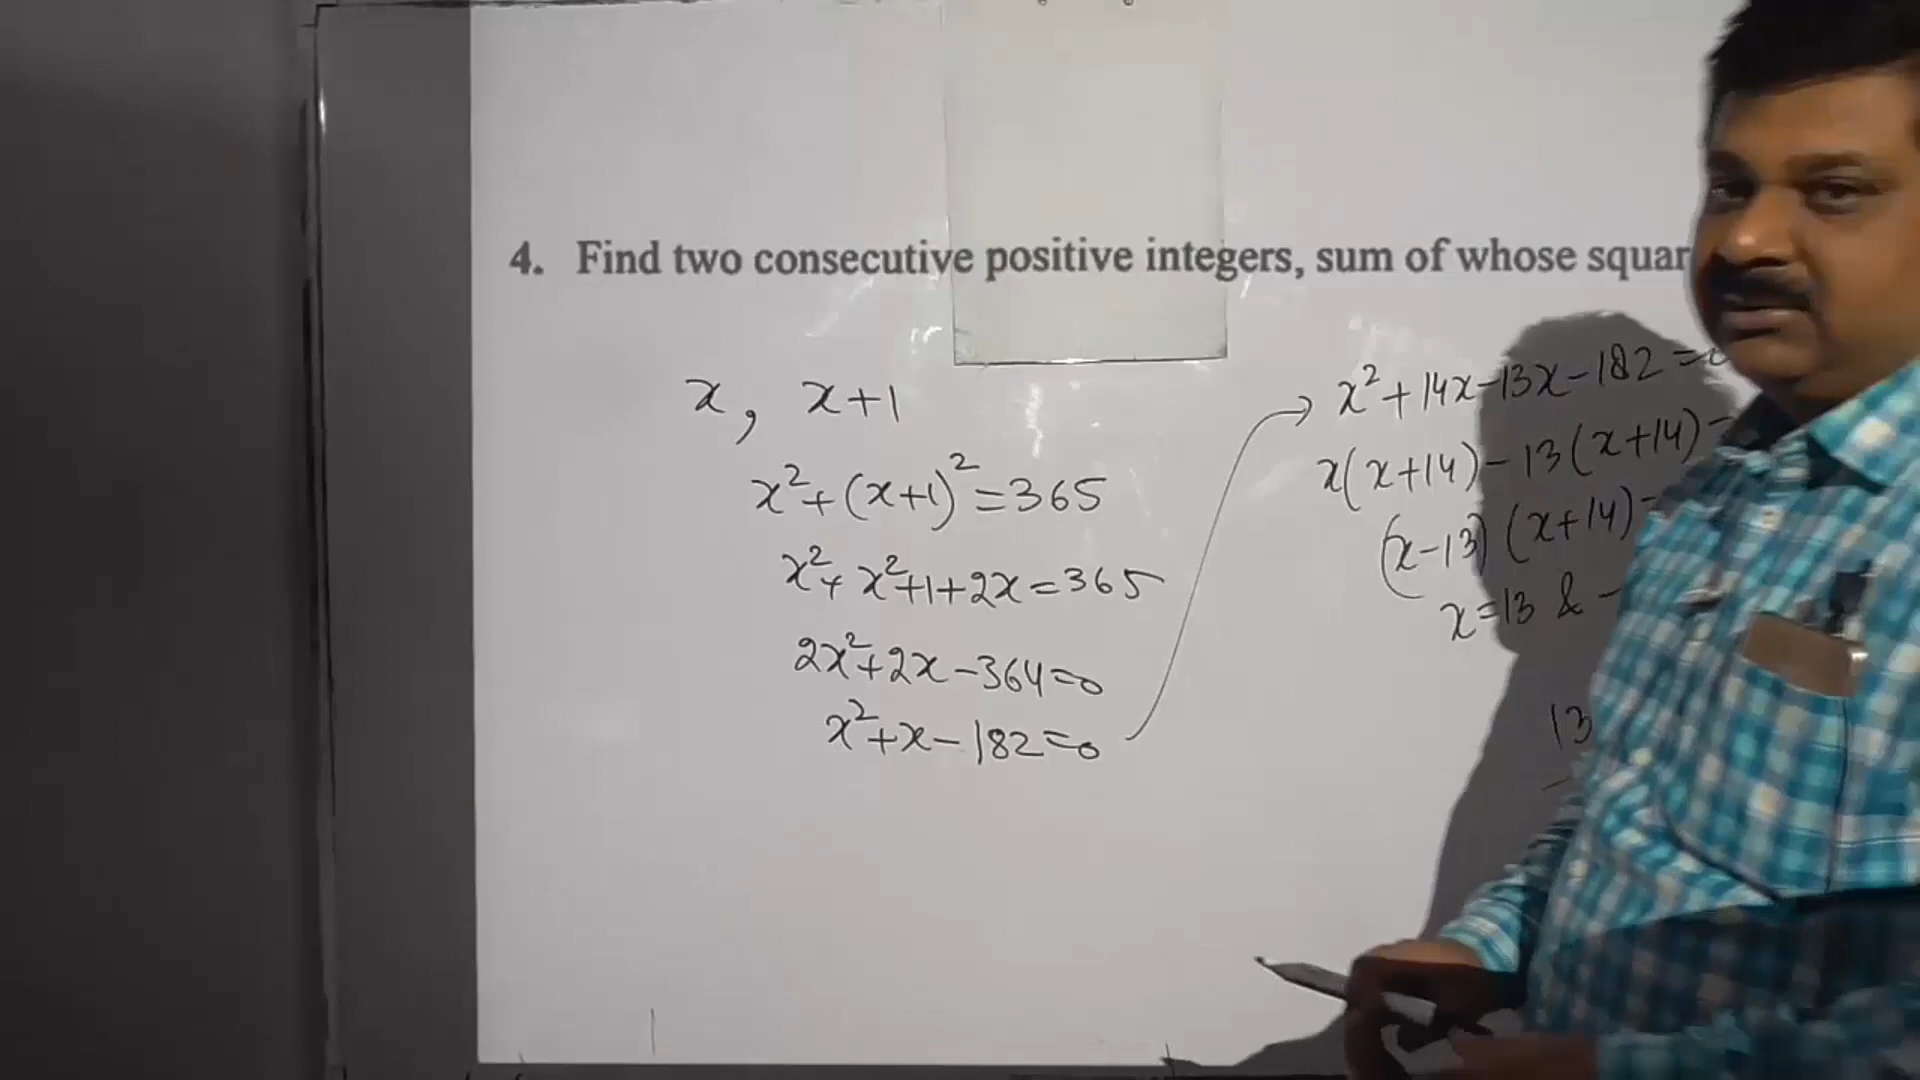 4. Find two consecutive positive integers, sum of whose squar
x, x+1
x²+(x+1)²=365
x²+x²+1+2x=365
2x²+2x-364=0
x²+x-182=0
x²+14x-13x-182=0
x(x+14)-13(x+14)=
(x-13)(x+14)=
x=13 & -
13